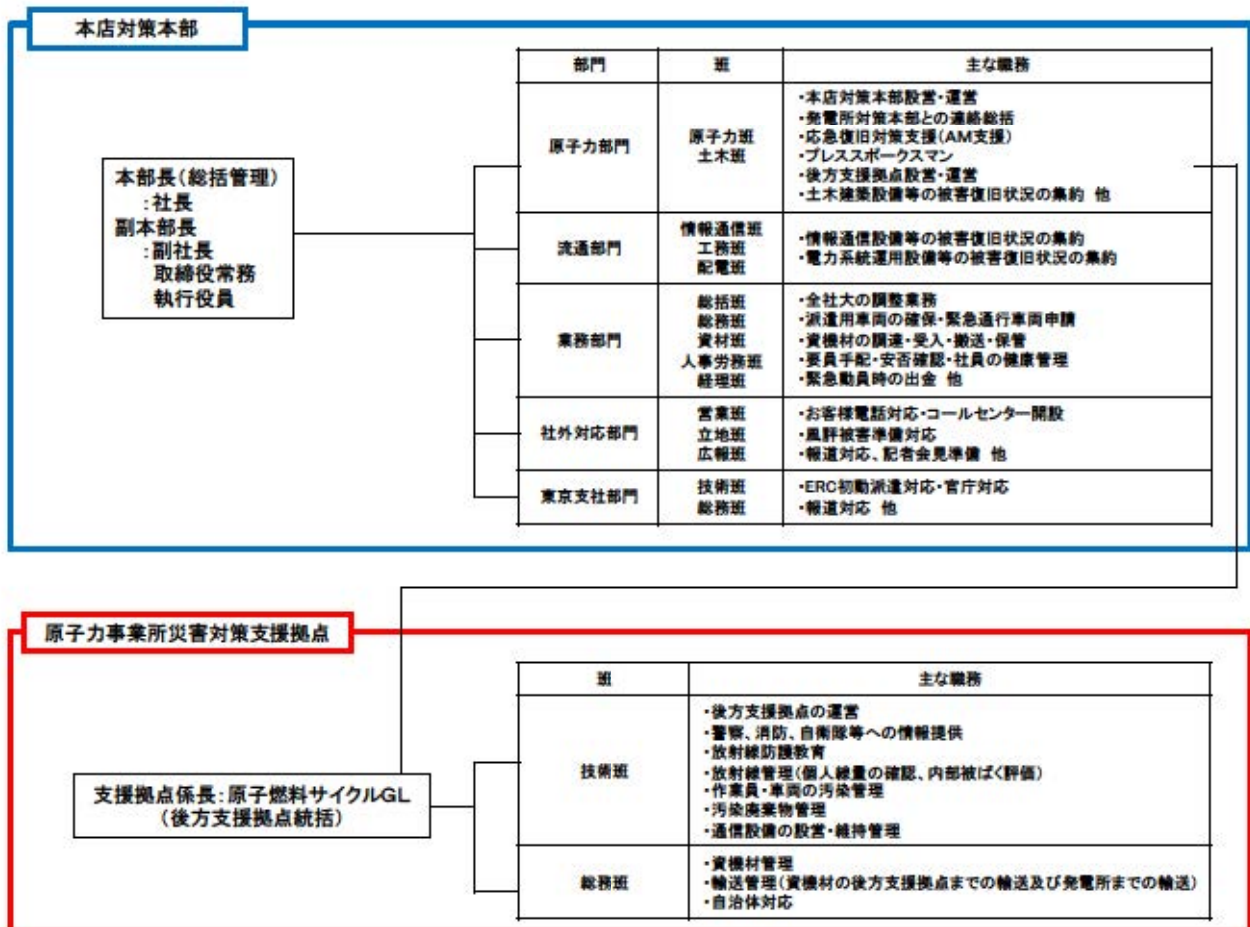 本店対策本部
本部長(総括管理)
:社長
副本部長
:副社長
取締役常務
執行役員
部門 班 主な職務
原子力部門
原子力班
土木班
・本店対策本部設営・運営
・発電所対策本部との連絡総括
・応急復旧対策支援(AM支援)
・プレススポークスマン
・後方支援拠点設営・運営
・土木建築設備等の被害復旧状況の集約 他
流通部門
情報通信班
工務班
配電班
・情報通信設備等の被害復旧状況の集約
・電力系統運用設備等の被害復旧状況の集約
業務部門
総括班
総務班
資材班
人事労務班
経理班
・全社大の調整業務
・派遣用車両の確保・緊急通行車両申請
・資機材の調達・受入・搬送・保管
・要員手配・安否確認・社員の健康管理
・緊急動員時の出金 他
社外対応部門
営業班
立地班
広報班
・お客様電話対応・コールセンター開設
・風評被害準備対応
・報道対応、記者会見準備 他
東京支社部門
技術班
総務班
・ERC初動派遣対応・官庁対応
・報道対応 他
原子力事業所災害対策支援拠点
支援拠点係長:原子燃料サイクルGL
(後方支援拠点統括)
班 主な職務
技術班
・後方支援拠点の運営
・警察、消防、自衛隊等への情報提供
・放射線防護教育
・放射線管理(個人線量の確認、内部被ばく評価)
・作業員・車両の汚染管理
・汚染廃棄物管理
・通信設備の設営・維持管理
総務班
・資機材管理
・輸送管理(資機材の後方支援拠点までの輸送及び発電所までの輸送)
・自治体対応